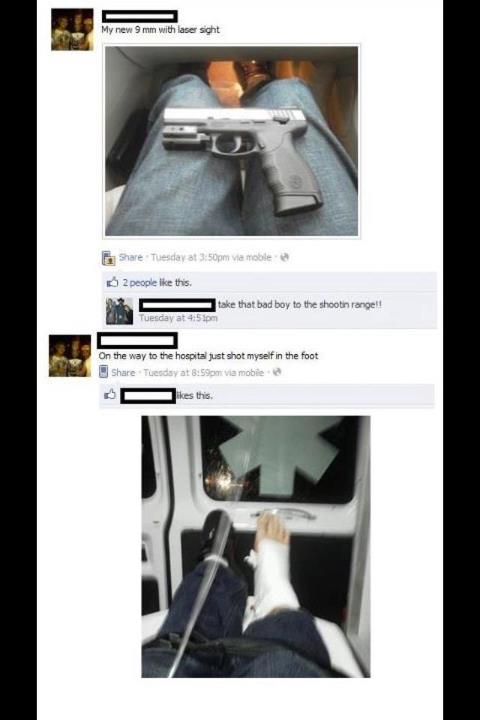 My new 9 mm with laser sight
Share · Tuesday at 3:50pm via mobile ·
2 people like this.
take that bad boy to the shootin range!!
Tuesday at 4:51pm
On the way to the hospital just shot myself in the foot
Share · Tuesday at 8:59pm via mobile ·
likes this.